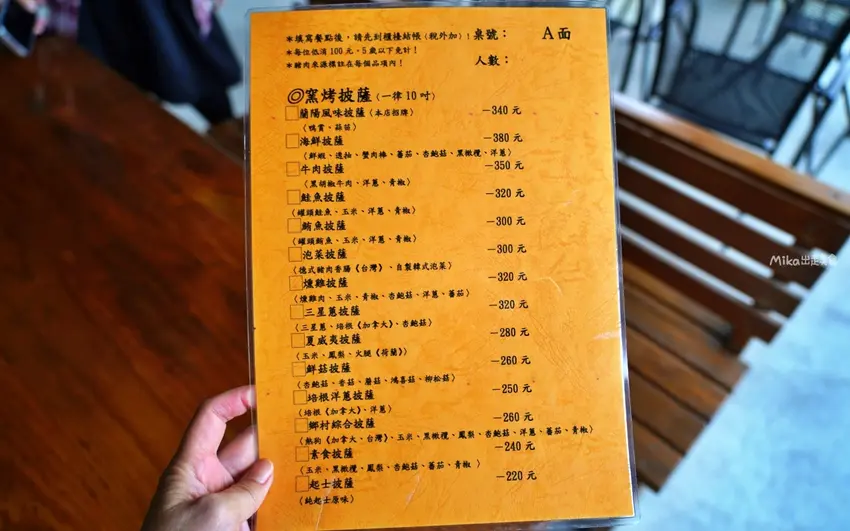 *填寫餐點後，請先到櫃檯結帳(稅外加)！桌號： A面
*每位低消100元，5歲以下免計！
*豬肉來源標註在每個品項內！ 人數：
◎窯烤披薩(一律10吋)
□蘭陽風味披薩(本店招牌) －340元
〈鴨賞、蒜苗〉
□海鮮披薩 －380元
〈鮮蝦、透抽、蟹肉棒、蕃茄、杏鮑菇、黑橄欖、洋蔥〉
□牛肉披薩 －350元
〈黑胡椒牛肉、洋蔥、青椒〉
□鮭魚披薩 －320元
〈罐頭鮭魚、玉米、洋蔥、青椒〉
□鮪魚披薩 －300元
〈罐頭鮪魚、玉米、洋蔥、青椒〉
□泡菜披薩 －300元
〈德式豬肉香腸《台灣》、自製韓式泡菜〉
□燻雞披薩 －320元
〈燻雞肉、玉米、青椒、杏鮑菇、洋蔥、蕃茄〉
□三星蔥披薩 －320元
〈三星蔥、培根《加拿大》、杏鮑菇〉
□夏威夷披薩 －280元
〈玉米、鳳梨、火腿《荷蘭》〉
□鮮菇披薩 －260元
〈杏鮑菇、香菇、蘑菇、鴻喜菇、柳松菇〉
□培根洋蔥披薩 －250元
〈培根《加拿大》、洋蔥〉
□鄉村綜合披薩 －260元
〈熱狗《加拿大、台灣》、玉米、黑橄欖、鳳梨、杏鮑菇、洋蔥、蕃茄、青椒〉
□素食披薩 －240元
〈玉米、黑橄欖、鳳梨、杏鮑菇、蕃茄、青椒 〉
□起士披薩 －220元
〈純起士原味〉
Mika出走美食